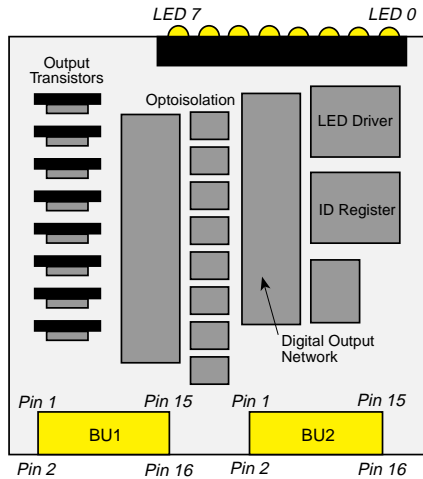 LED 7
LED 0
Output
Transistors
Optoisolation
LED Driver
ID Register
Digital Output
Network
Pin 1
Pin 15
Pin 1
Pin 15
BU1
BU2
Pin 2
Pin 16
Pin 2
Pin 16